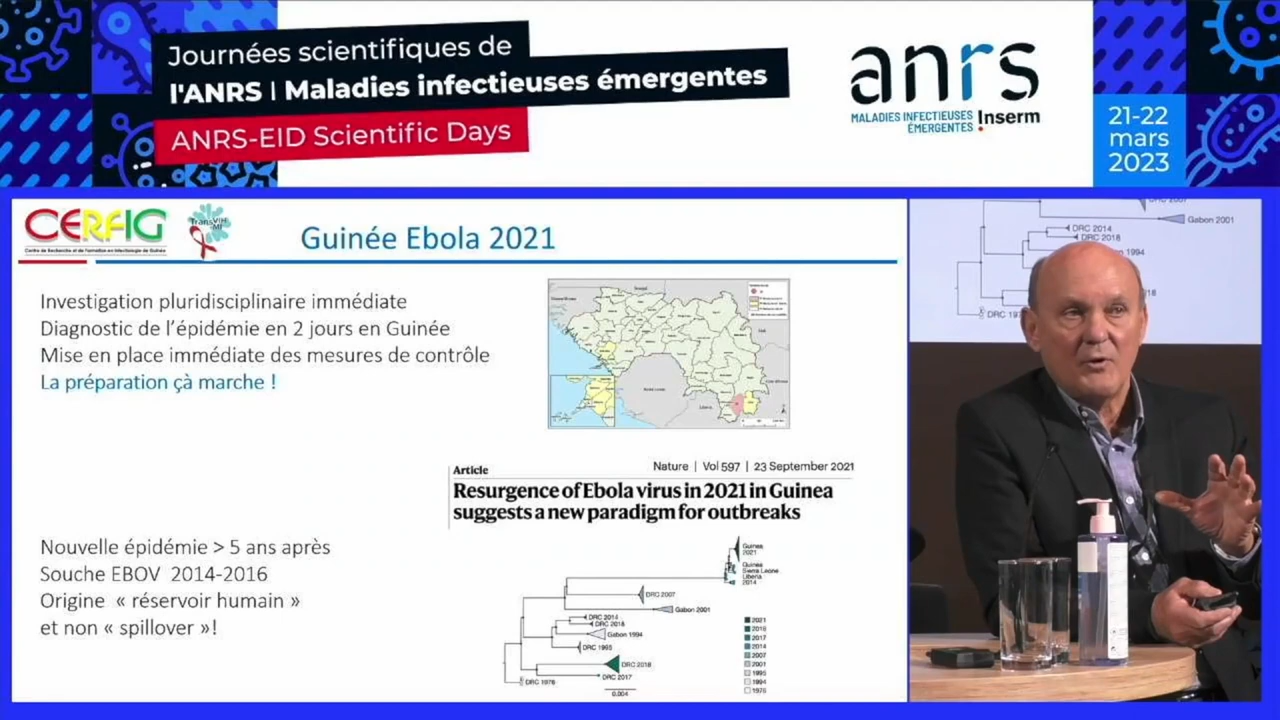 Journées scientifiques de
l'ANRS | Maladies infectieuses émergentes
ANRS-EID Scientific Days
anrs
MALADIES INFECTIEUSES
ÉMERGENTES
Inserm
21-22
mars
2023
CERFIG
Centre de Recherche et de Formation en Infectiologie de Guinée
TransVIH
MI
Guinée Ebola 2021
Investigation pluridisciplinaire immédiate
Diagnostic de l'épidémie en 2 jours en Guinée
Mise en place immédiate des mesures de contrôle
La préparation çà marche !
Article
Nature | Vol 597 | 23 September 2021
Resurgence of Ebola virus in 2021 in Guinea
suggests a new paradigm for outbreaks
Nouvelle épidémie > 5 ans après
Souche EBOV 2014-2016
Origine « réservoir humain »
et non « spillover »!
Guinea
2021
Guinea
Sierra Leone
Liberia
2014
DRC 2007
Gabon 2001
DRC 2014
DRC 2018
Gabon 1994
DRC 1995
DRC 2018
DRC 2017
DRC 1976
0.004
2021
2018
2017
2014
2007
2001
1995
1994
1976
Gabon 2001
DRC 2014
DRC 2018
1994